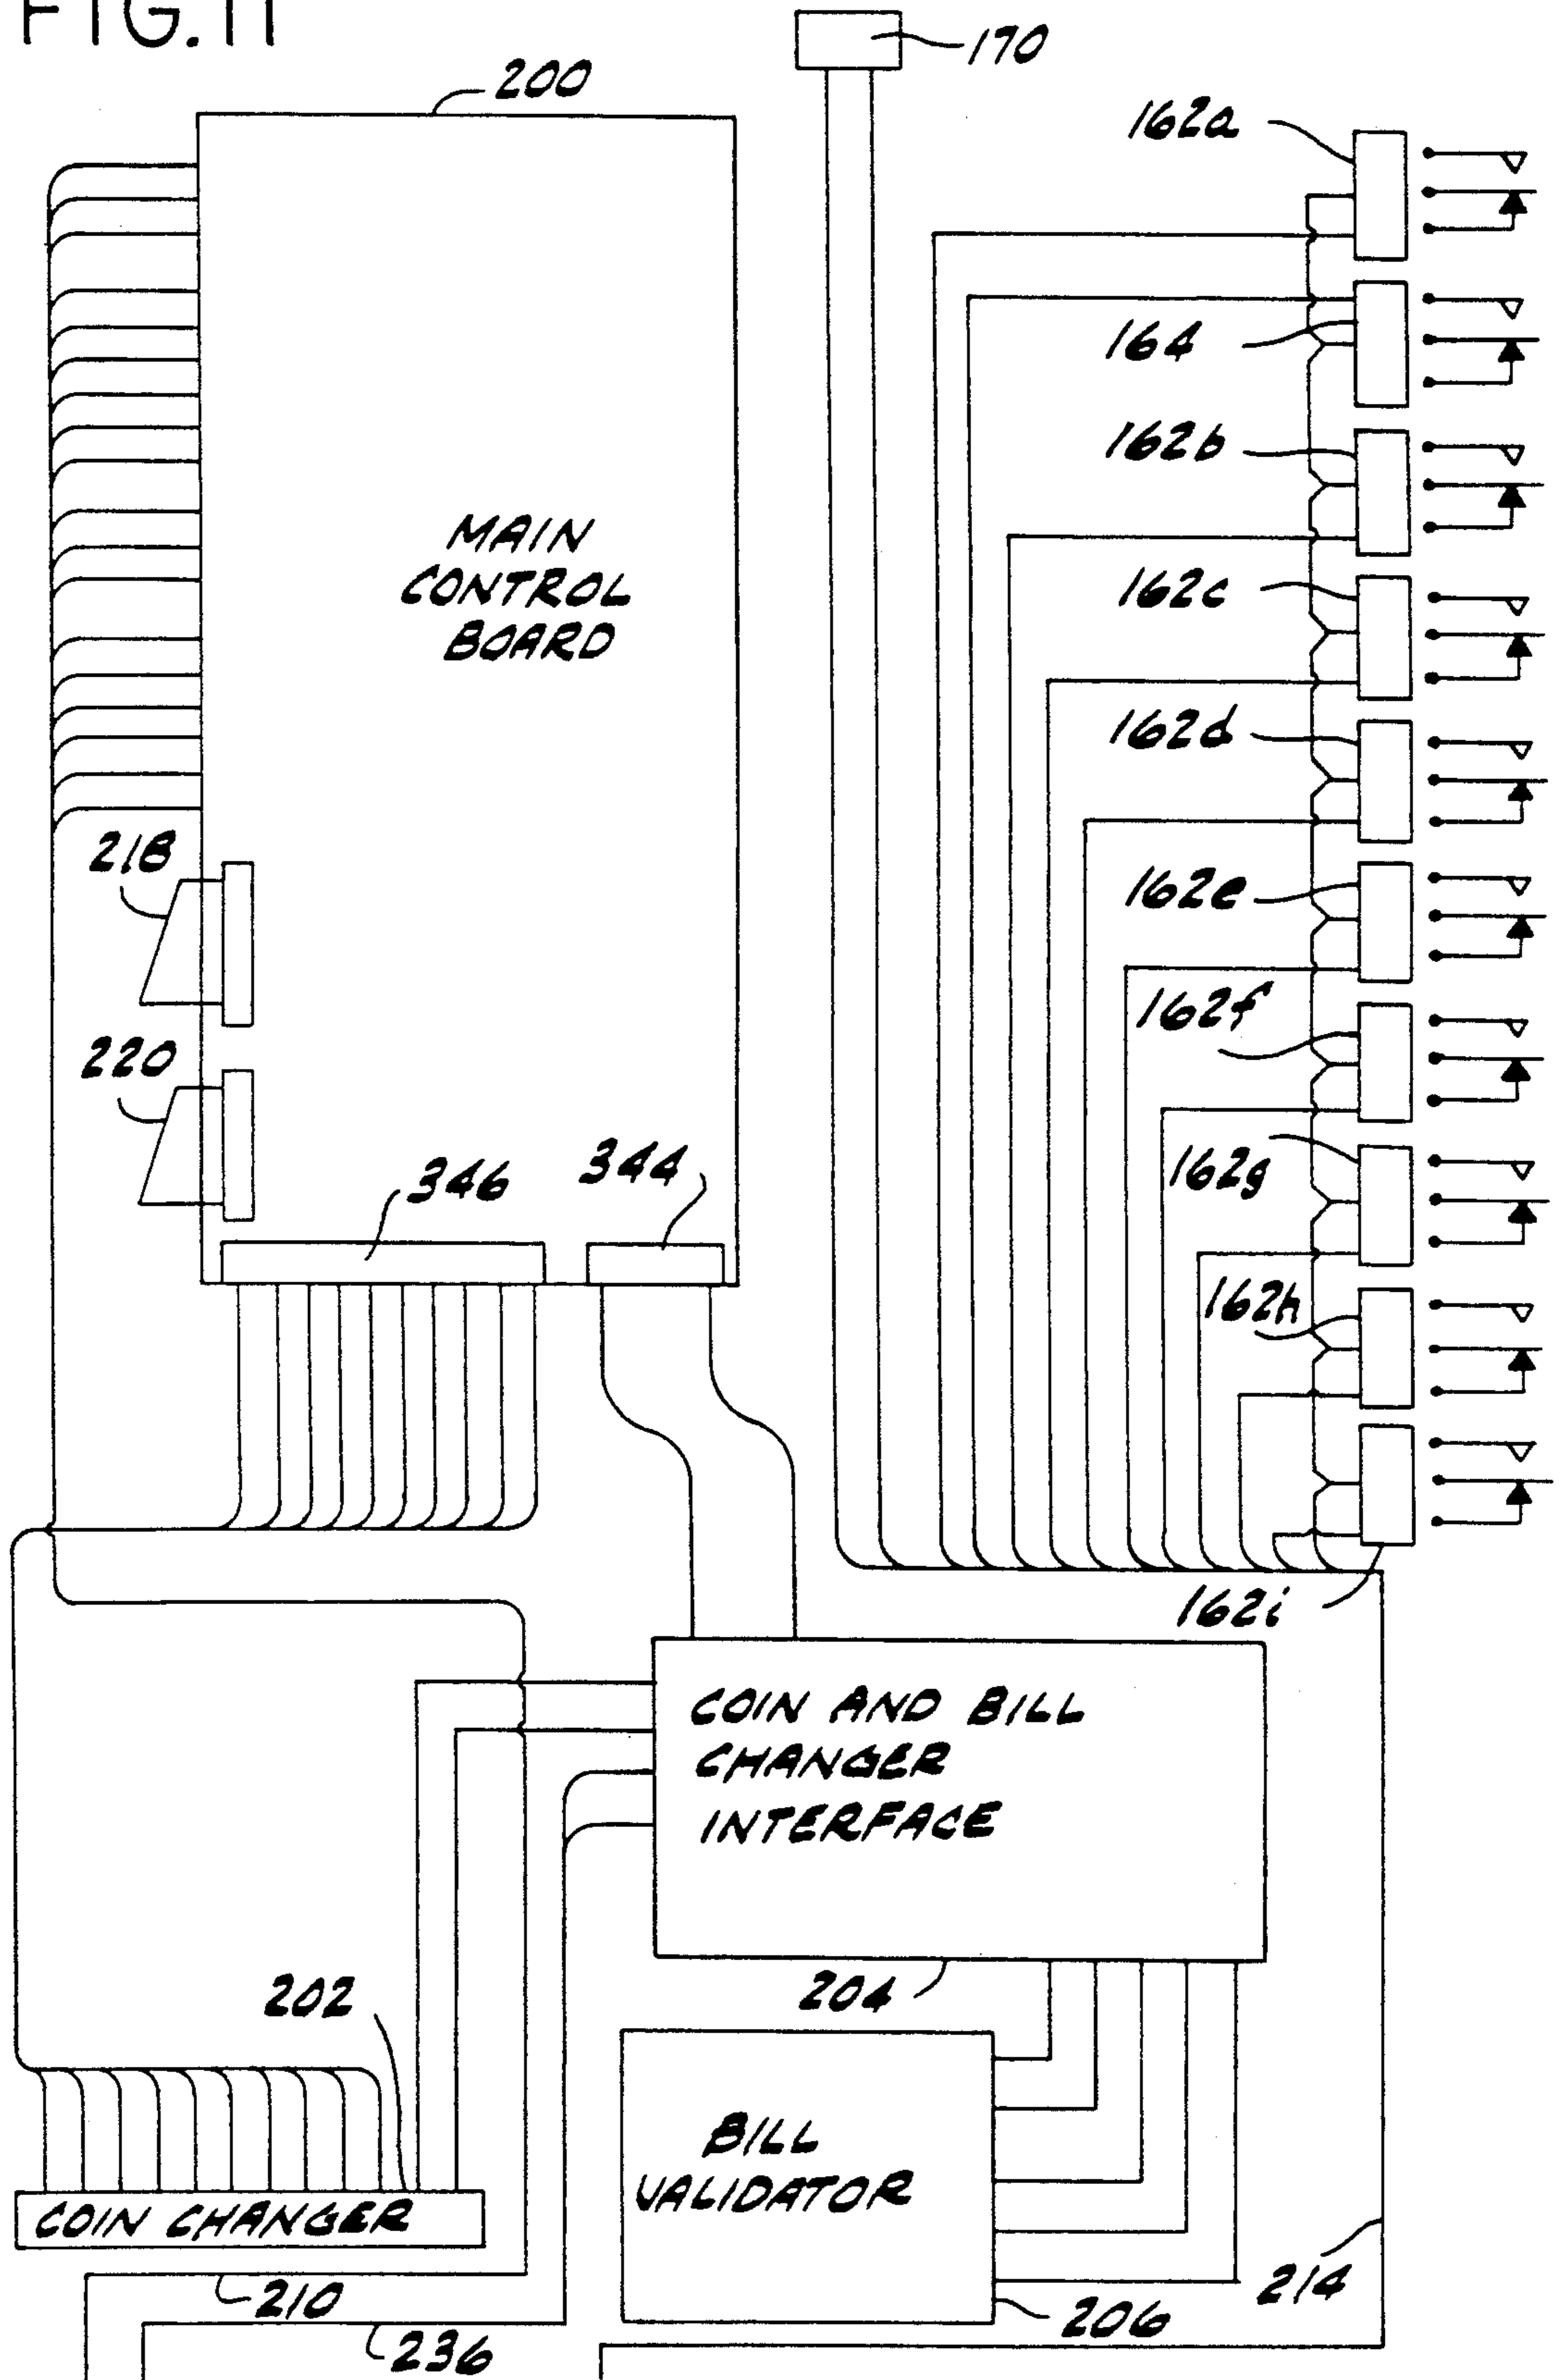 FIG. 11
170
200
162a
164
162b
MAIN
CONTROL
BOARD
162c
162d
218
162e
162f
220
346
344
162g
162h
162i
COIN AND BILL
CHANGER
INTERFACE
202
204
BILL
VALIDATOR
COIN CHANGER
210
214
206
236